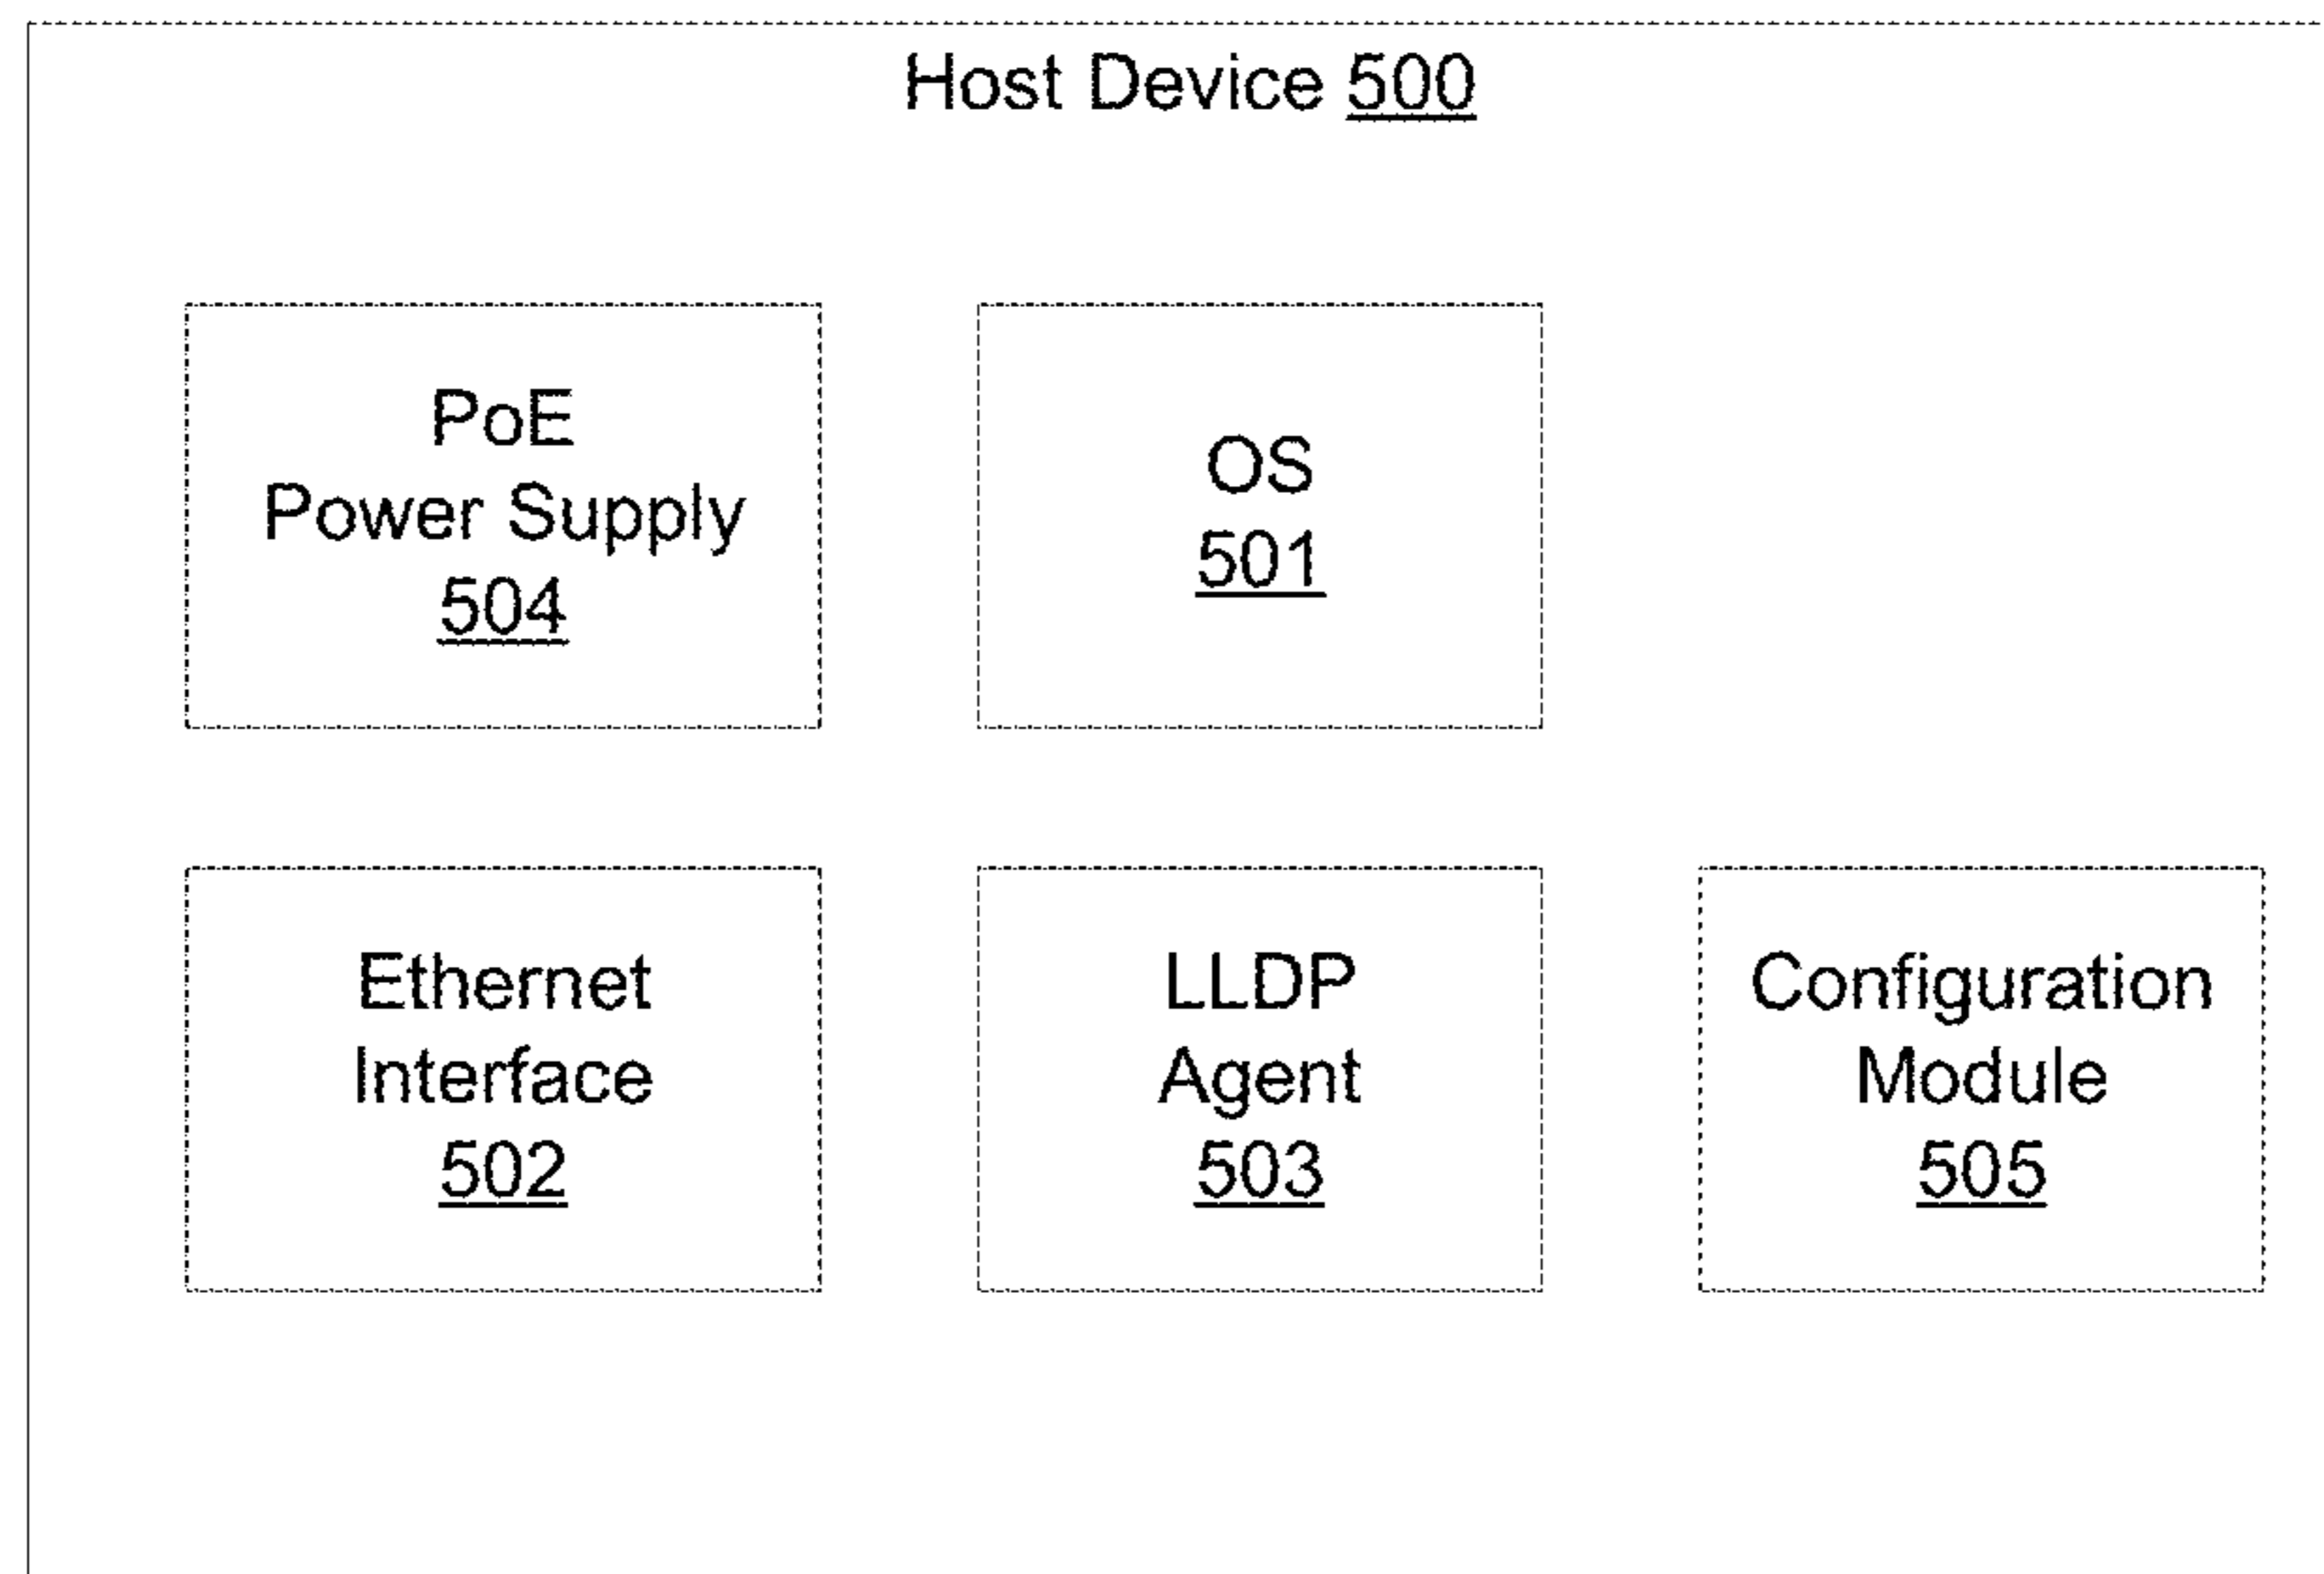 Host Device 500
PoE
Power Supply
504
OS
501
Ethernet
Interface
502
LLDP
Agent
503
Configuration
Module
505